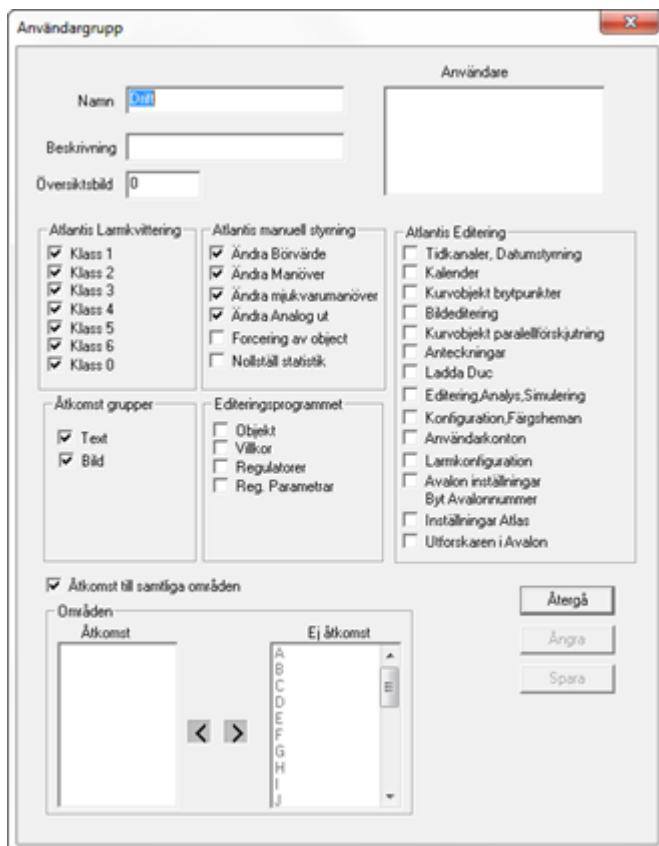 Användargrupp
Användare
Namn
Drift
Beskrivning
Översiktsbild
0
Atlantis Larmkvittering
Klass 1
Klass 2
Klass 3
Klass 4
Klass 5
Klass 6
Klass 0
Atlantis manuell styrning
Ändra Börvärde
Ändra Manöver
Ändra mjukvarumanöver
Ändra Analog ut
Forcering av object
Nollställ statistik
Atlantis Editering
Tidkanaler, Datumstyrning
Kalender
Kurvobjekt brytpunkter
Bildeditering
Kurvobjekt paralellförskjutning
Anteckningar
Ladda Duc
Editering,Analys,Simulering
Konfiguration,Färgsheman
Användarkonton
Larmkonfiguration
Avalon inställningar
Byt Avalonnummer
Inställningar Atlas
Utforskaren i Avalon
Åtkomst grupper
Text
Bild
Editeringsprogrammet
Objekt
Villkor
Regulatorer
Reg. Parametrar
Åtkomst till samtliga områden
Områden
Åtkomst
Ej åtkomst
A
B
C
D
E
F
G
H
I
J
< >
Återgå
Ångra
Spara